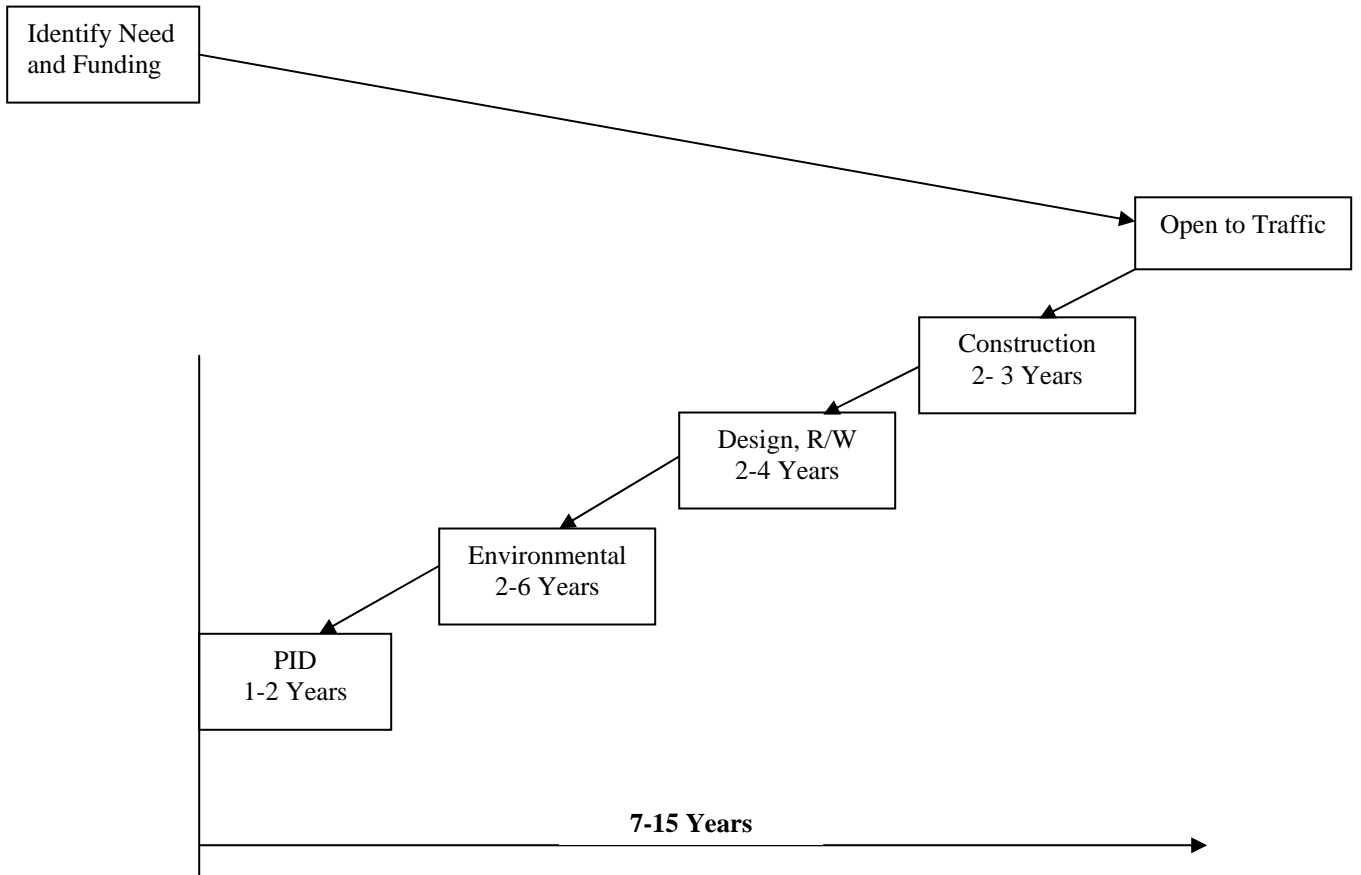 Identify Need
and Funding
Open to Traffic
Construction
2- 3 Years
Design, R/W
2-4 Years
Environmental
2-6 Years
PID
1-2 Years
7-15 Years